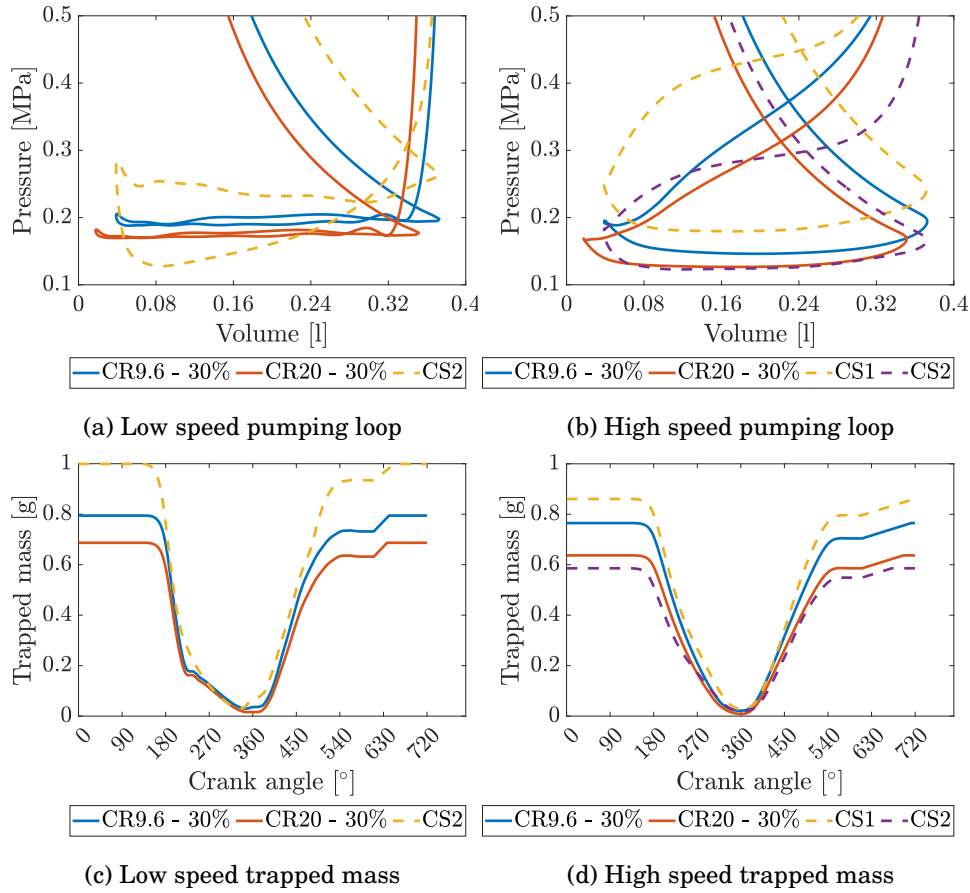 0.5
0.4
0.3
0.2
0.1
Pressure [MPa]
0
0.08
0.16
0.24
0.32
0.4
Volume [l]
CR9.6 - 30%
CR20 - 30%
CS2
(a) Low speed pumping loop
0.5
0.4
0.3
0.2
0.1
Pressure [MPa]
0
0.08
0.16
0.24
0.32
0.4
Volume [l]
CR9.6 - 30%
CR20 - 30%
CS1
CS2
(b) High speed pumping loop
1
0.8
0.6
0.4
0.2
0
Trapped mass [g]
0
90
180
270
360
450
540
630
720
Crank angle [°]
CR9.6 - 30%
CR20 - 30%
CS2
(c) Low speed trapped mass
1
0.8
0.6
0.4
0.2
0
Trapped mass [g]
0
90
180
270
360
450
540
630
720
Crank angle [°]
CR9.6 - 30%
CR20 - 30%
CS1
CS2
(d) High speed trapped mass